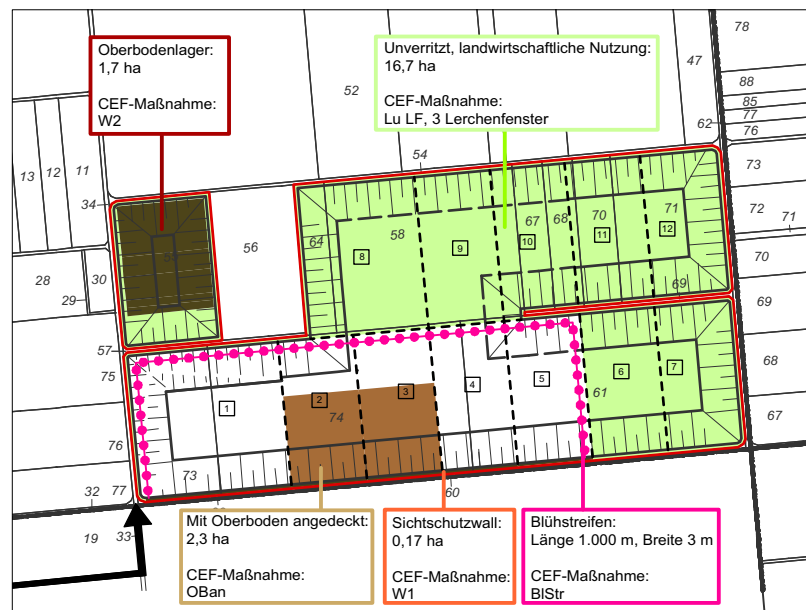 Oberbodenlager:
1,7 ha
CEF-Maßnahme:
W2
Unverritzt, landwirtschaftliche Nutzung:
16,7 ha
CEF-Maßnahme:
Lu LF, 3 Lerchenfenster
78
47
88
85
77
76
62
52
54
13
12
11
34
56
64
58
67
68
70
71
73
72
71
70
69
8
9
10
11
12
28
30
29
69
57
75
68
67
76
77
32
19
33
1
2
3
4
5
6
7
74
61
73
60
Mit Oberboden angedeckt:
2,3 ha
CEF-Maßnahme:
OBan
Sichtschutzwall:
0,17 ha
CEF-Maßnahme:
W1
Blühstreifen:
Länge 1.000 m, Breite 3 m
CEF-Maßnahme:
BlStr